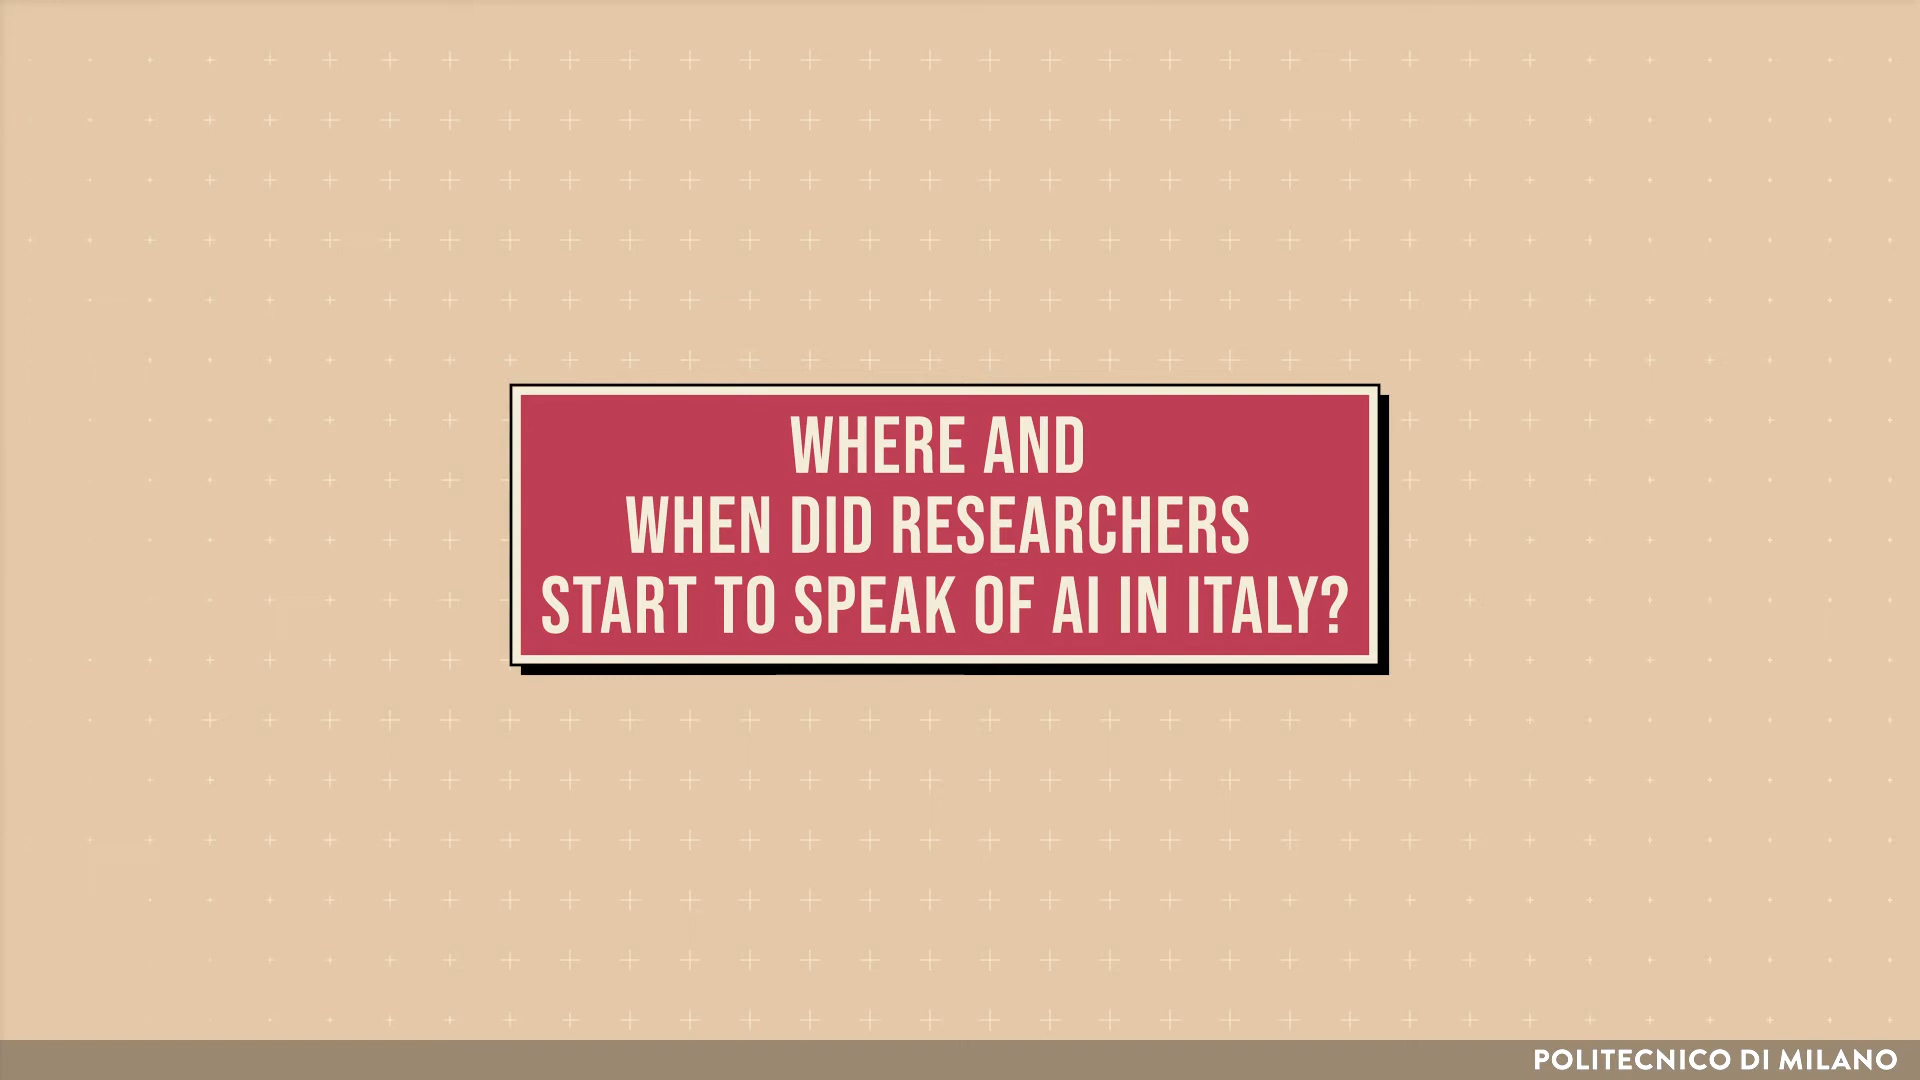 WHERE AND
WHEN DID RESEARCHERS
START TO SPEAK OF AI IN ITALY?
POLITECNICO DI MILANO